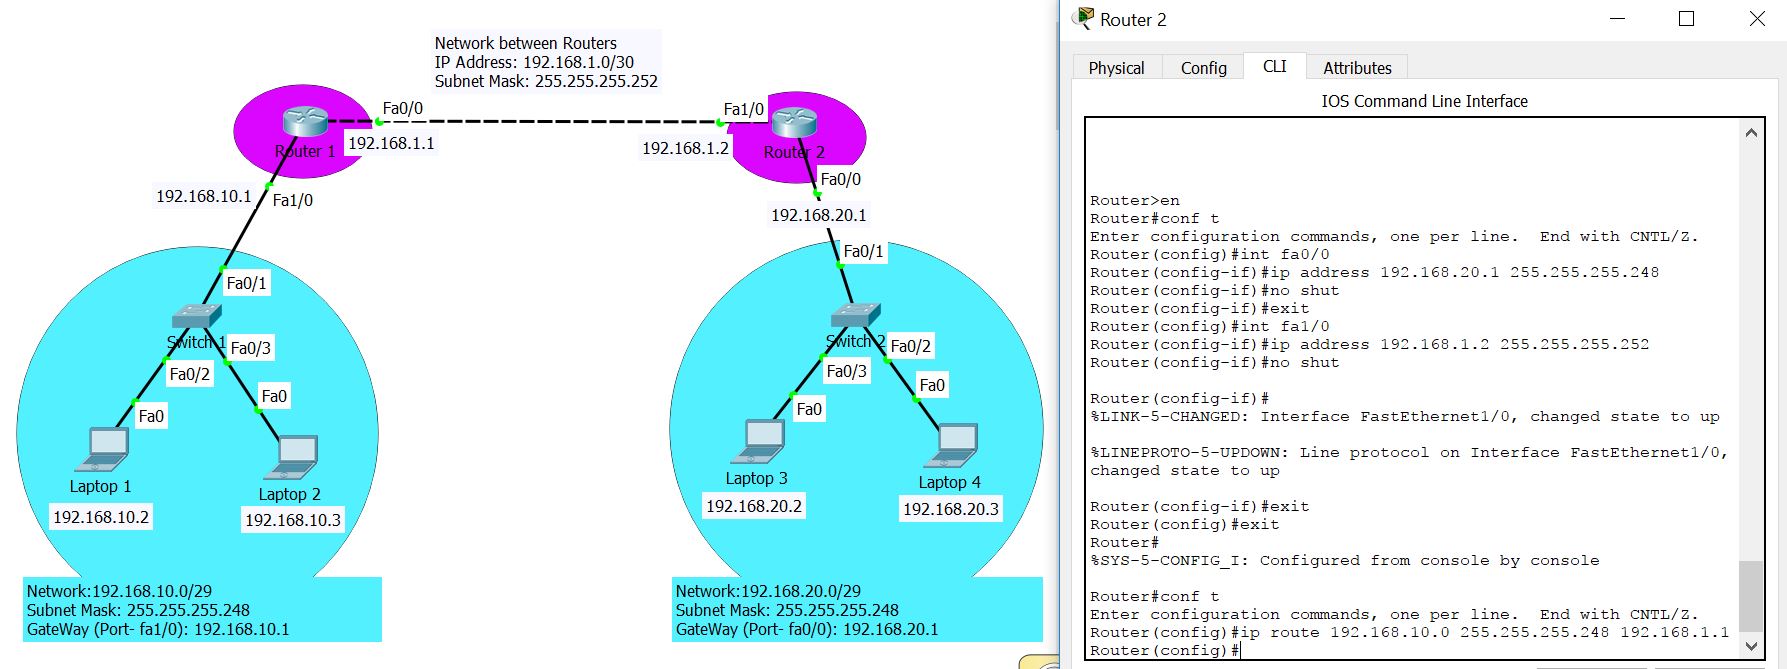 Network between Routers
IP Address: 192.168.1.0/30
Subnet Mask: 255.255.255.252
Fa0/0
Fa1/0
Router 1
192.168.1.1
192.168.1.2
Router 2
192.168.10.1
Fa1/0
Fa0/0
192.168.20.1
Fa0/1
Fa0/1
Switch 1
Fa0/3
Fa0/2
Fa0
Fa0
Laptop 1
Laptop 2
192.168.10.2
192.168.10.3
Switch 2
Fa0/2
Fa0/3
Fa0
Fa0
Laptop 3
Laptop 4
192.168.20.2
192.168.20.3
Network:192.168.10.0/29
Subnet Mask: 255.255.255.248
GateWay (Port- fa1/0): 192.168.10.1
Network:192.168.20.0/29
Subnet Mask: 255.255.255.248
GateWay (Port- fa0/0): 192.168.20.1
Router 2
Physical Config CLI Attributes
IOS Command Line Interface
Router>en
Router#conf t
Enter configuration commands, one per line.  End with CNTL/Z.
Router(config)#int fa0/0
Router(config-if)#ip address 192.168.20.1 255.255.255.248
Router(config-if)#no shut
Router(config-if)#exit
Router(config)#int fa1/0
Router(config-if)#ip address 192.168.1.2 255.255.255.252
Router(config-if)#no shut
Router(config-if)#
%LINK-5-CHANGED: Interface FastEthernet1/0, changed state to up
%LINEPROTO-5-UPDOWN: Line protocol on Interface FastEthernet1/0,
changed state to up
Router(config-if)#exit
Router(config)#exit
Router#
%SYS-5-CONFIG_I: Configured from console by console
Router#conf t
Enter configuration commands, one per line.  End with CNTL/Z.
Router(config)#ip route 192.168.10.0 255.255.255.248 192.168.1.1
Router(config)#